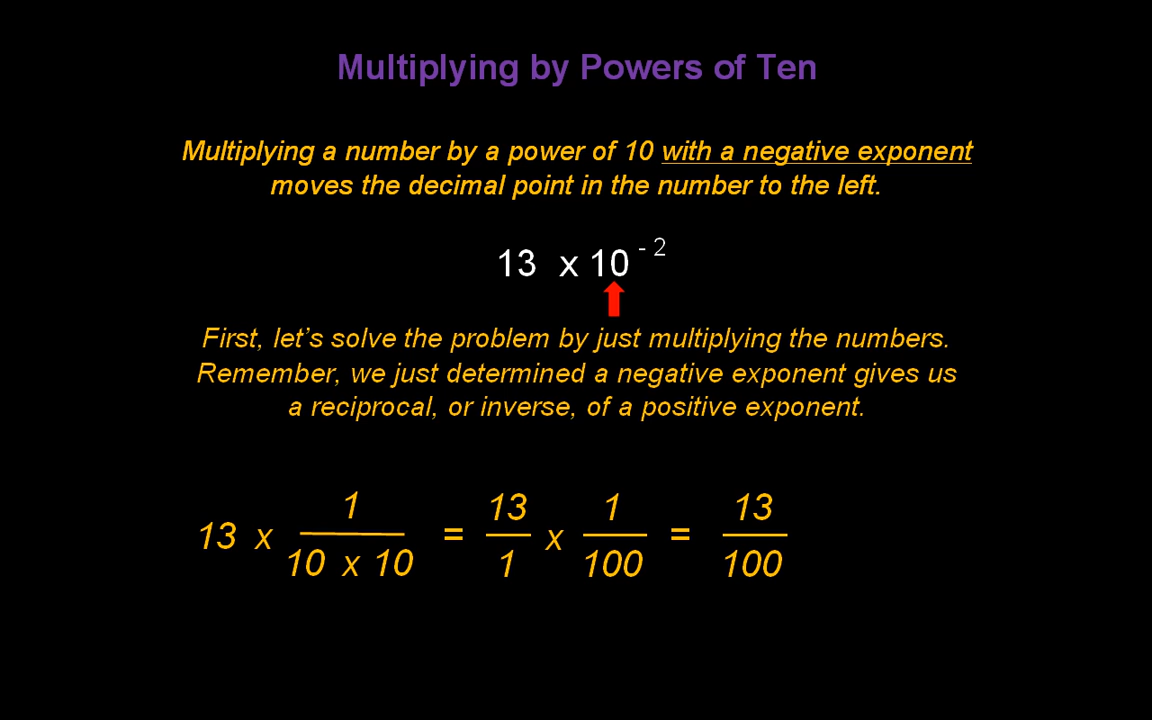 Multiplying by Powers of Ten
Multiplying a number by a power of 10 with a negative exponent
moves the decimal point in the number to the left.
13 x 10 - 2
First, let's solve the problem by just multiplying the numbers.
Remember, we just determined a negative exponent gives us
a reciprocal, or inverse, of a positive exponent.
13 x 1 / 10 x 10 = 13 / 1 x 1 / 100 = 13 / 100